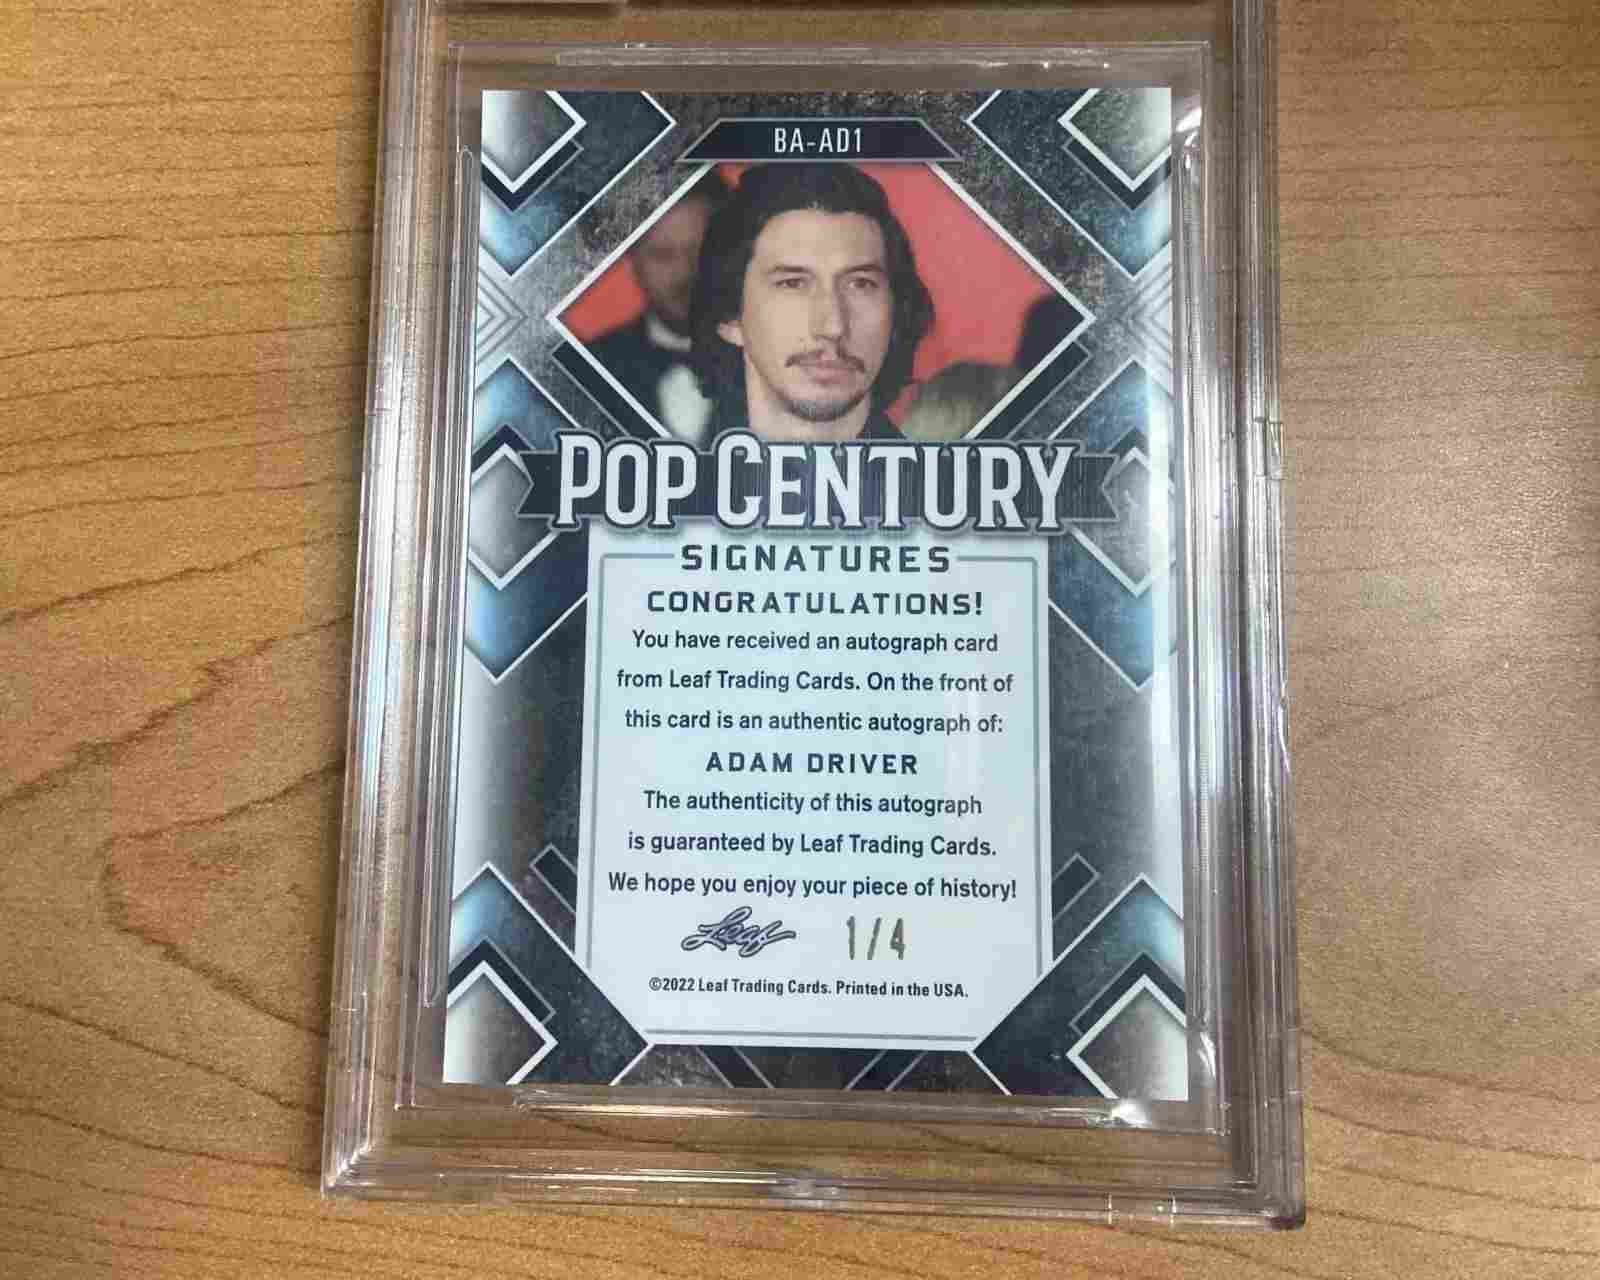 BA-AD1
POP CENTURY
SIGNATURES
CONGRATULATIONS!
You have received an autograph card
from Leaf Trading Cards. On the front of
this card is an authentic autograph of:
ADAM DRIVER
The authenticity of this autograph
is guaranteed by Leaf Trading Cards.
We hope you enjoy your piece of history!
Leaf 1/4
©2022 Leaf Trading Cards. Printed in the USA.